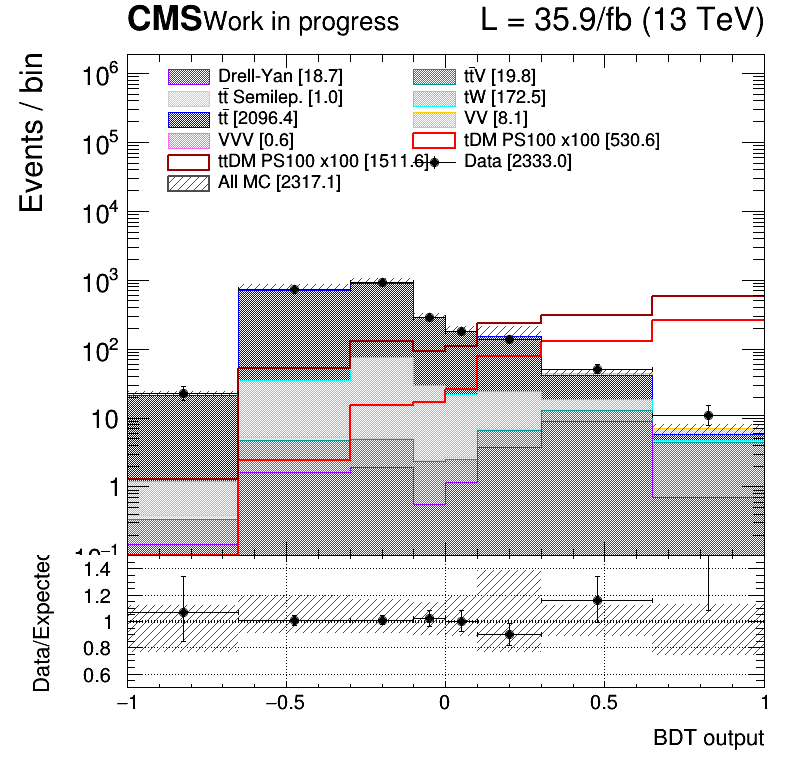 CMS Work in progress L = 35.9/fb (13 TeV)
Events / bin
10⁶
10⁵
10⁴
10³
10²
10
1
10⁻¹
Drell-Yan [18.7] tt̄V [19.8]
tt̄ Semilep. [1.0] tW [172.5]
tt̄ [2096.4] VV [8.1]
VVV [0.6] tDM PS100 x100 [530.6]
ttDM PS100 x100 [1511.6] Data [2333.0]
All MC [2317.1]
Data/Expected
1.4
1.2
1
0.8
0.6
−1 −0.5 0 0.5 1
BDT output